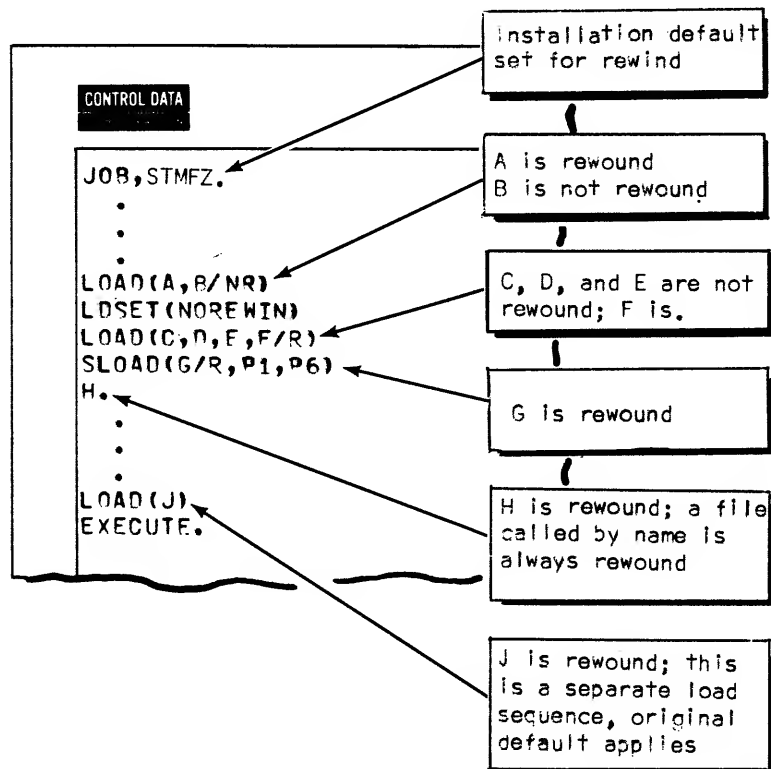 Installation default
set for rewind
CONTROL DATA
JOB,STMFZ.
A is rewound
B is not rewound
LOAD(A,B/NR)
LDSET(NOREWIN)
LOAD(C,D,E,F/R)
SLOAD(G/R,P1,P6)
H.
C, D, and E are not
rewound; F is.
G is rewound
LOAD(J)
EXECUTE.
H is rewound; a file
called by name is
always rewound
J is rewound; this
is a separate load
sequence, original
default applies